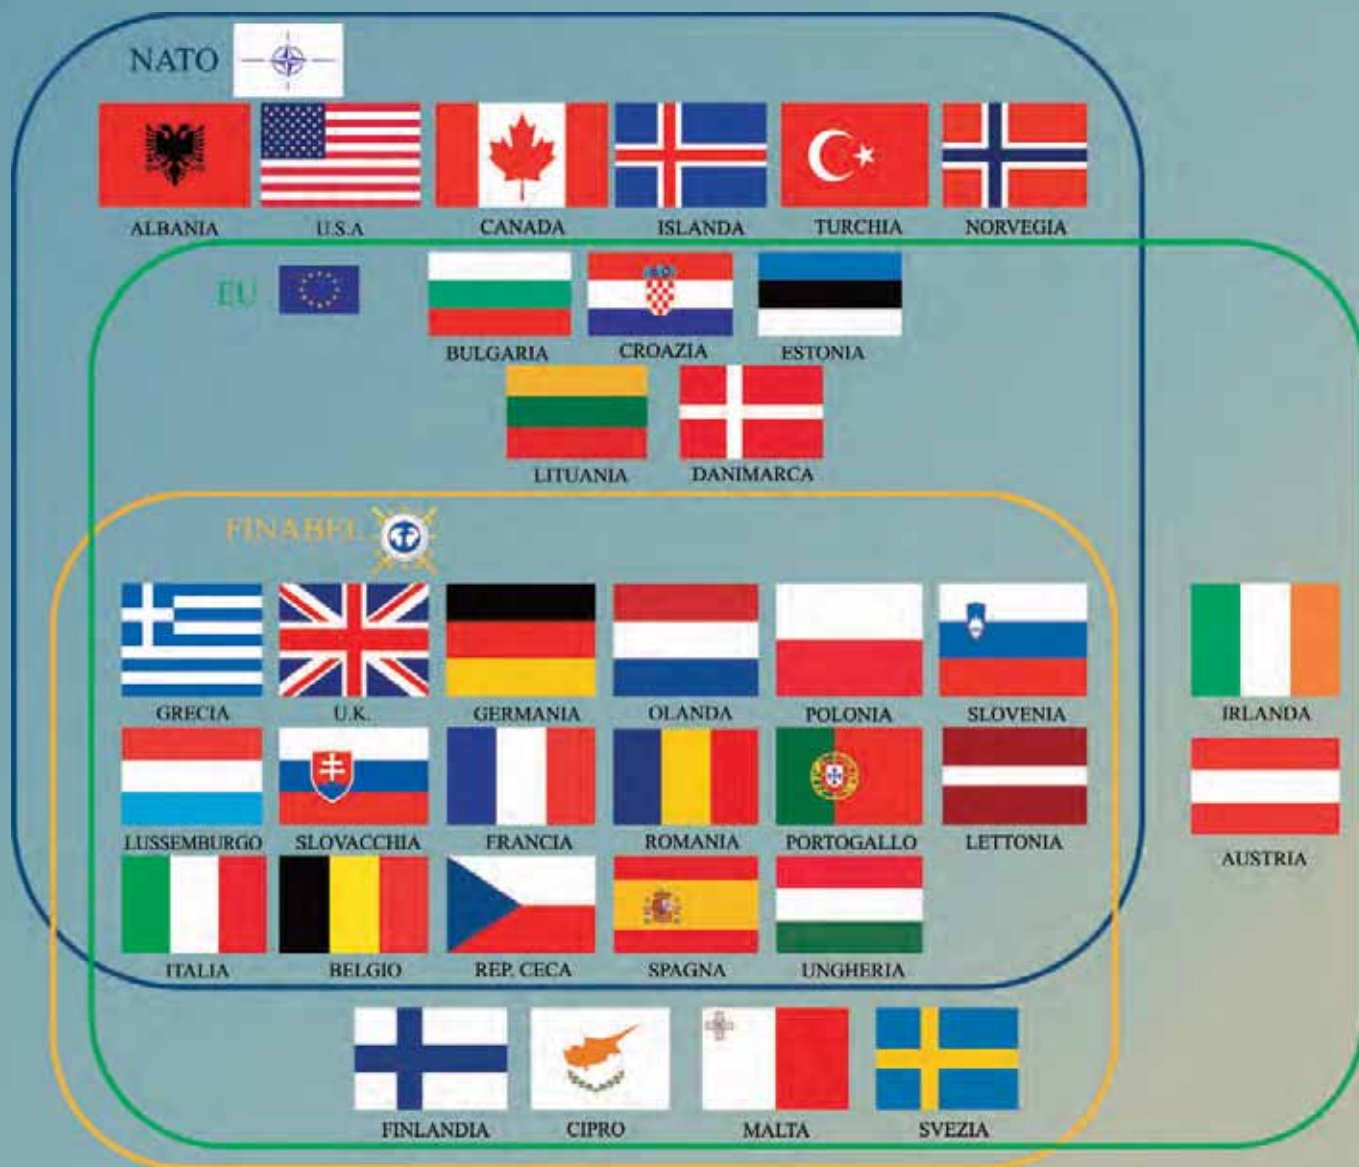 NATO
ALBANIA U.S.A CANADA ISLANDA TURCHIA NORVEGIA
EU
BULGARIA CROAZIA ESTONIA
LITUANIA DANIMARCA
FINABEL
GRECIA U.K. GERMANIA OLANDA POLONIA SLOVENIA IRLANDA
LUSSEMBURGO SLOVACCHIA FRANCIA ROMANIA PORTOGALLO LETTONIA AUSTRIA
ITALIA BELGIO REP. CECA SPAGNA UNGHERIA
FINLANDIA CIPRO MALTA SVEZIA